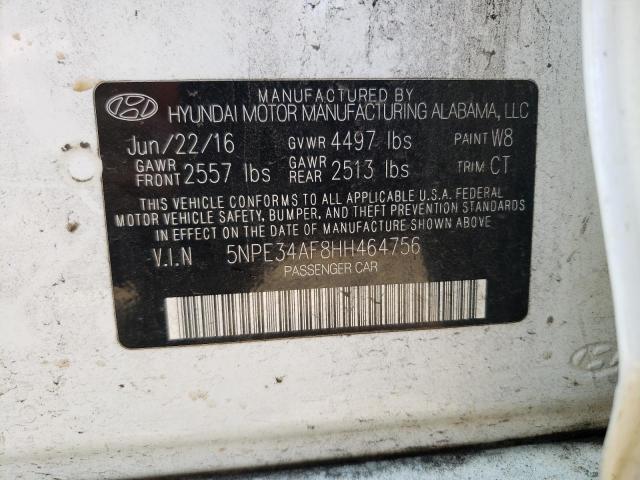 MANUFACTURED BY
HYUNDAI MOTOR MANUFACTURING ALABAMA, LLC
Jun/22/16 GVWR 4497 lbs PAINT W8
GAWR FRONT 2557 lbs GAWR REAR 2513 lbs TRIM CT
THIS VEHICLE CONFORMS TO ALL APPLICABLE U.S.A. FEDERAL
MOTOR VEHICLE SAFETY, BUMPER, AND THEFT PREVENTION STANDARDS
IN EFFECT ON THE DATE OF MANUFACTURE SHOWN ABOVE.
V.I.N 5NPE34AF8HH464756
PASSENGER CAR